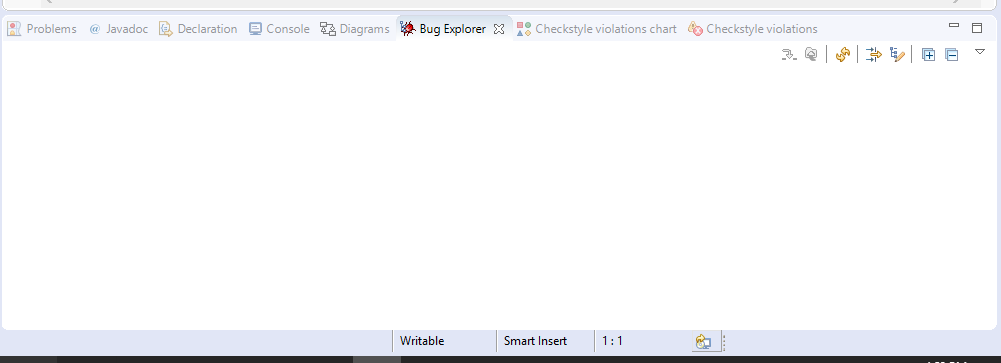 Problems @ Javadoc Declaration Console Diagrams Bug Explorer Checkstyle violations chart Checkstyle violations
Writable Smart Insert 1 : 1